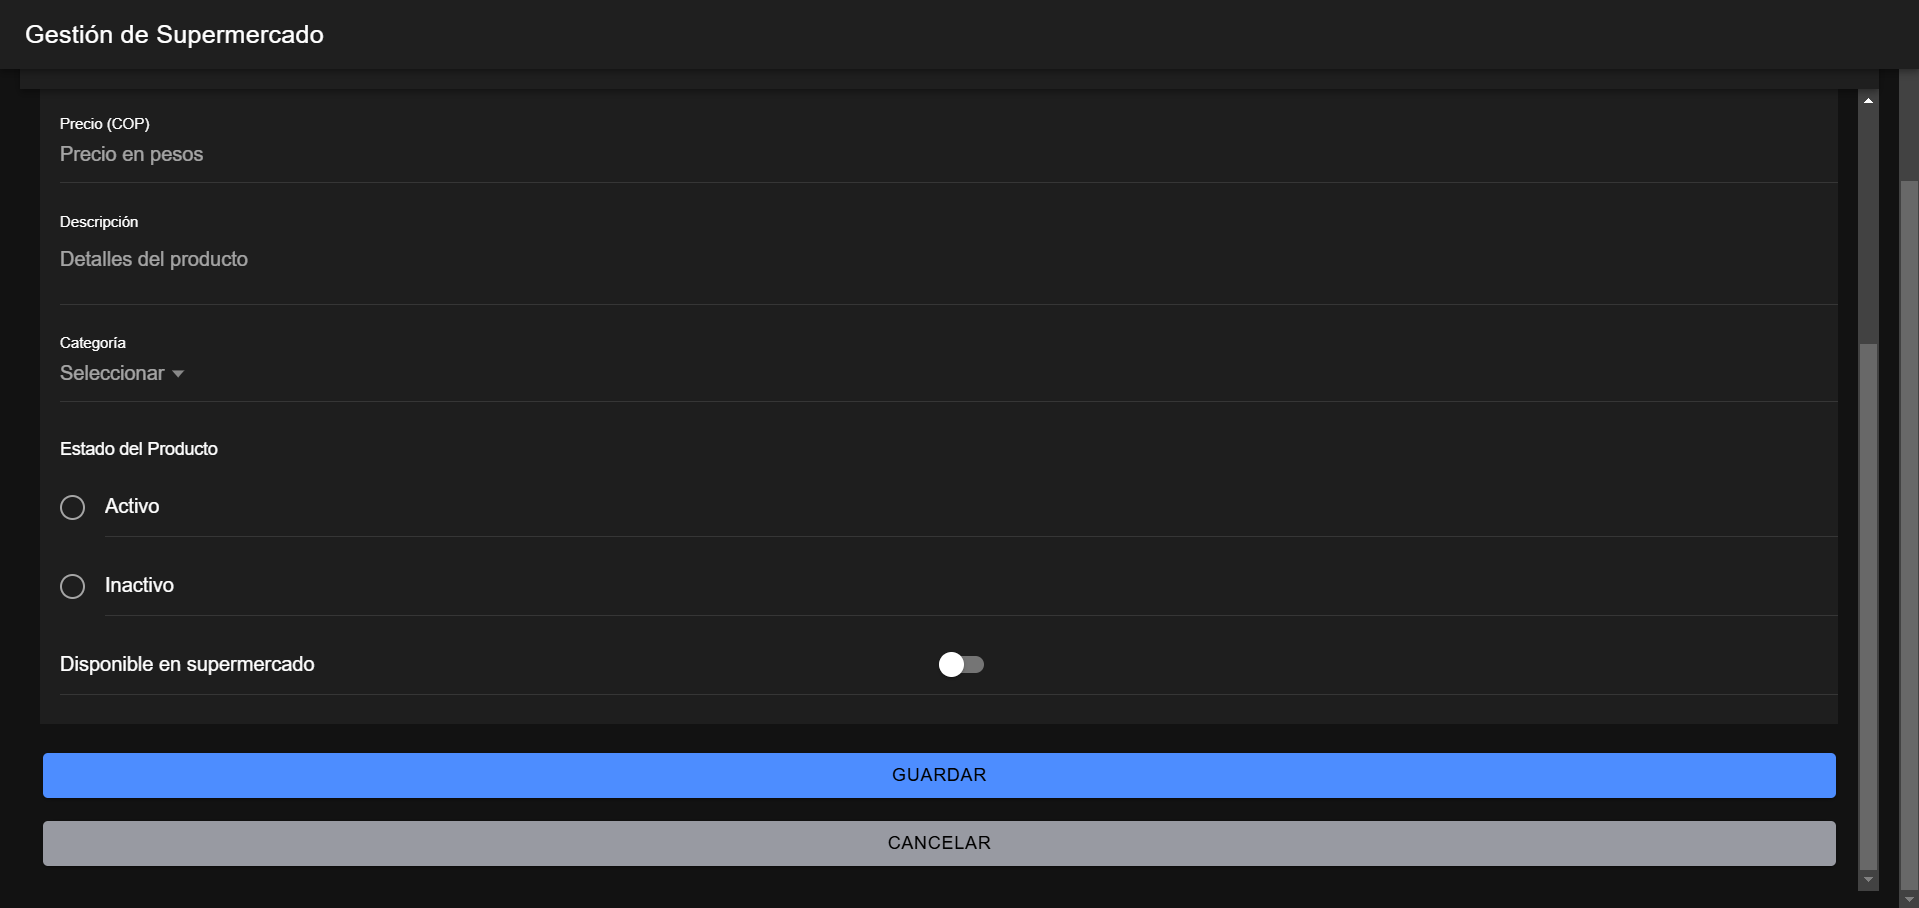 Gestión de Supermercado
Precio (COP)
Precio en pesos
Descripción
Detalles del producto
Categoría
Seleccionar
Estado del Producto
Activo
Inactivo
Disponible en supermercado
GUARDAR
CANCELAR